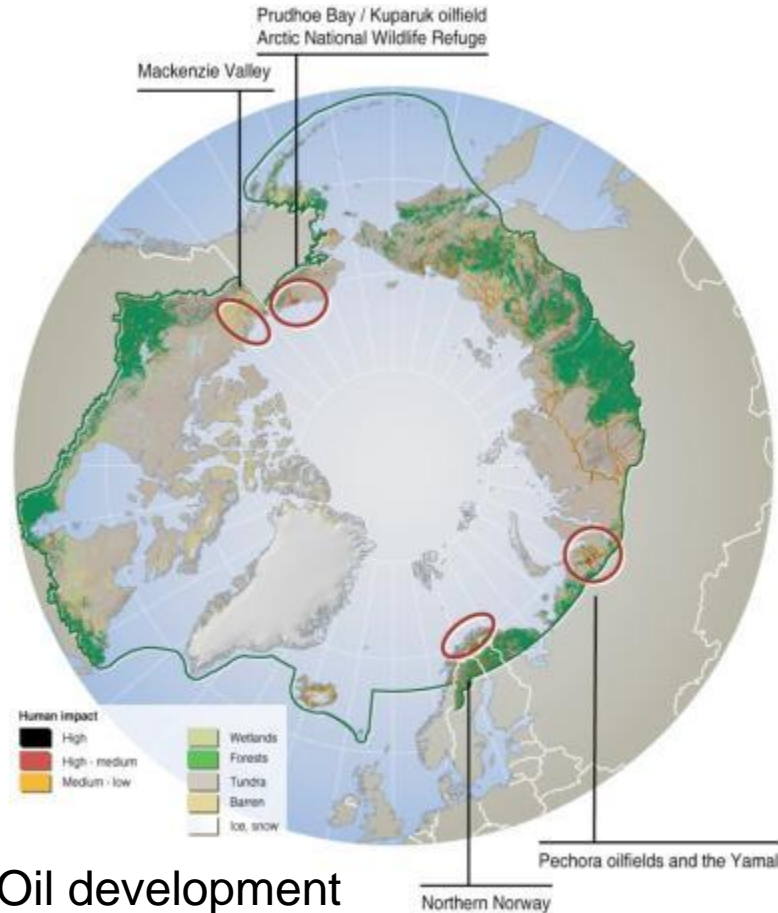 Prudhoe Bay / Kuparuk oilfield
Arctic National Wildlife Refuge
Mackenzie Valley
Human impact
High
High - medium
Medium - low
Wetlands
Forests
Tundra
Barren
Ice, snow
Pechora oilfields and the Yamal
Northern Norway
Oil development